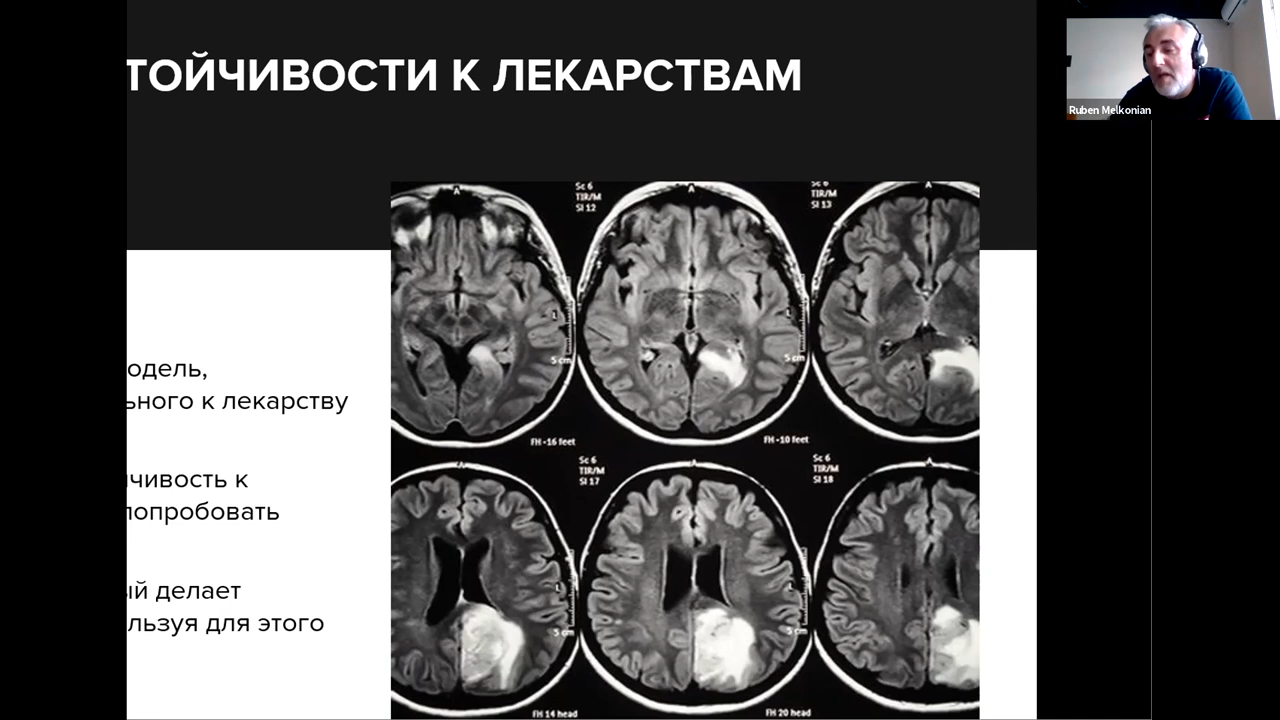 ТОЙЧИВОСТИ К ЛЕКАРСТВАМ
Ruben Melkonian
одель,
ьного к лекарству
чивость к
попробовать
ый делает
льзуя для этого
A
Sc 6
TIR/M
SI 12
A
Sc 6
TIR/M
SI 13
A
L
5 cm
L
5 cm
FH -16 feet
FH -10 feet
A
Sc 6
TIR/M
SI 17
A
Sc 6
TIR/M
SI 18
A
L
5 cm
L
5 cm
FH 14 head
FH 20 head